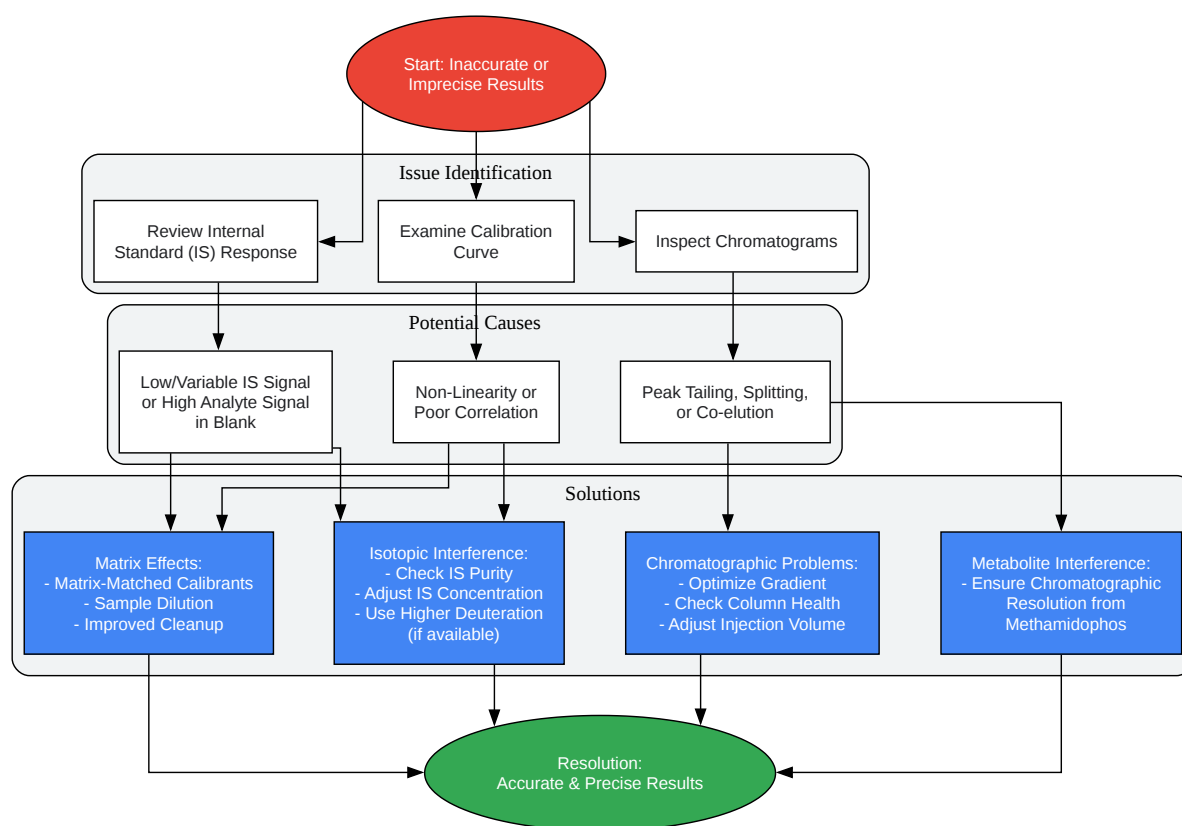 Start: Inaccurate or
Imprecise Results
Issue Identification
Review Internal
Standard (IS) Response
Examine Calibration
Curve
Inspect Chromatograms
Potential Causes
Low/Variable IS Signal
or High Analyte Signal
in Blank
Non-Linearity or
Poor Correlation
Peak Tailing, Splitting,
or Co-elution
Solutions
Matrix Effects:
- Matrix-Matched Calibrants
- Sample Dilution
- Improved Cleanup
Isotopic Interference:
- Check IS Purity
- Adjust IS Concentration
- Use Higher Deuteration
(if available)
Chromatographic Problems:
- Optimize Gradient
- Check Column Health
- Adjust Injection Volume
Metabolite Interference:
- Ensure Chromatographic
Resolution from
Methamidophos
Resolution:
Accurate & Precise Results